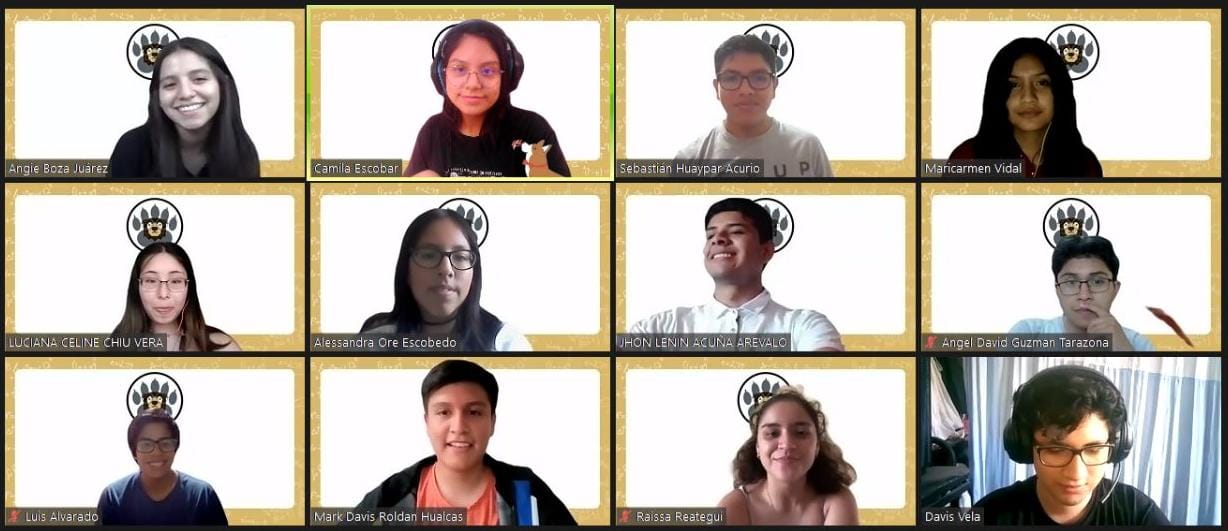 Angie Boza Juárez
Camila Escobar
UP
Sebastián Huaypar Acurio
Maricarmen Vidal
LUCIANA CELINE CHIU VERA
Alessandra Ore Escobedo
JHON LENIN ACUÑA AREVALO
Angel David Guzman Tarazona
Luis Alvarado
Mark Davis Roldan Hualcas
Raissa Reategui
Davis Vela